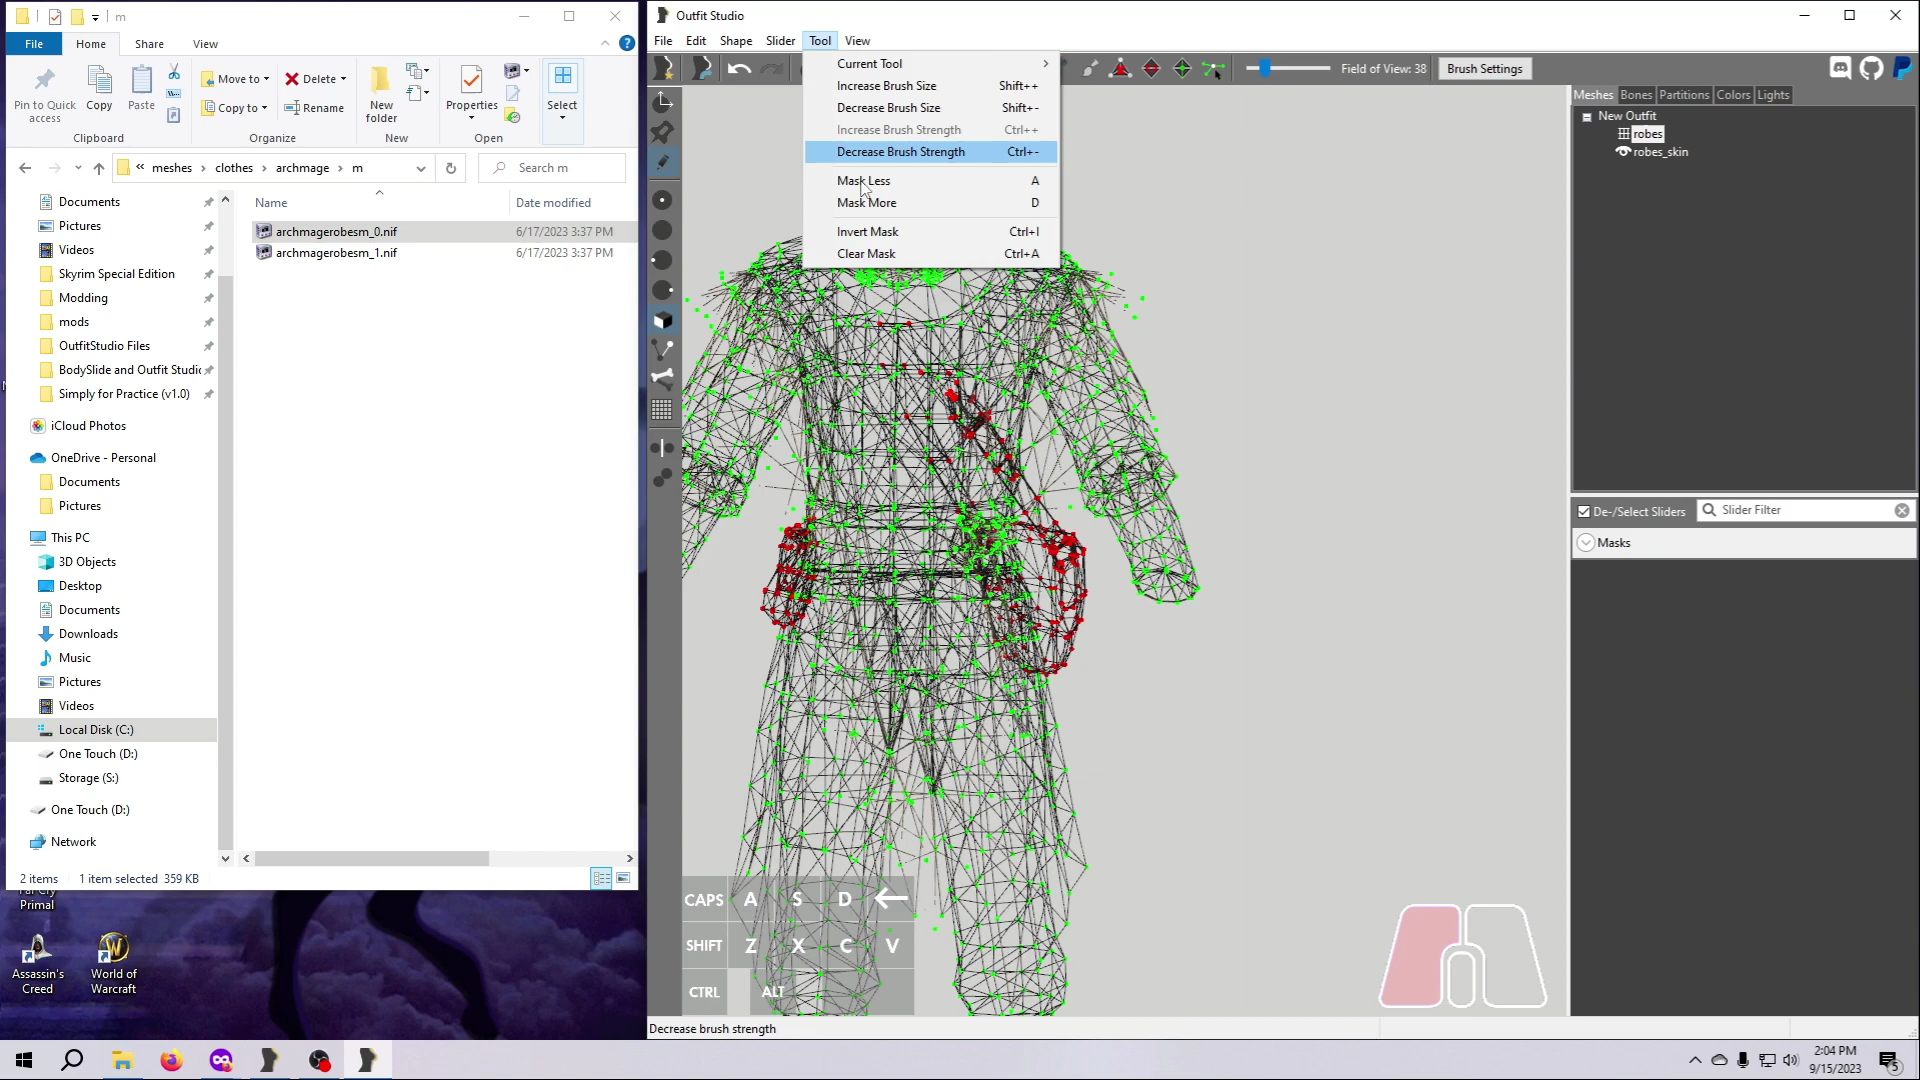 m
File
Home
Share
View
Pin to Quick access
Copy
Paste
Clipboard
Move to
Copy to
Delete
Rename
Organize
New folder
New
Properties
Open
Select
« meshes > clothes > archmage > m
Search m
Documents
Pictures
Videos
Skyrim Special Edition
Modding
mods
OutfitStudio Files
BodySlide and Outfit Studio
Simply for Practice (v1.0)
iCloud Photos
OneDrive - Personal
Documents
Pictures
This PC
3D Objects
Desktop
Documents
Downloads
Music
Pictures
Videos
Local Disk (C:)
One Touch (D:)
Storage (S:)
One Touch (D:)
Network
Name
Date modified
archmagerobesm_0.nif 6/17/2023 3:37 PM
archmagerobesm_1.nif 6/17/2023 3:37 PM
2 items 1 item selected 359 KB
Primal
Assassin's Creed
World of Warcraft
Outfit Studio
File Edit Shape Slider Tool View
Current Tool
Increase Brush Size Shift++
Decrease Brush Size Shift+-
Increase Brush Strength Ctrl++
Decrease Brush Strength Ctrl+-
Mask Less A
Mask More D
Invert Mask Ctrl+I
Clear Mask Ctrl+A
Field of View: 38
Brush Settings
Meshes Bones Partitions Colors Lights
New Outfit
robes
robes_skin
De-/Select Sliders
Slider Filter
Masks
CAPS A S D
SHIFT Z X C V
CTRL ALT
Decrease brush strength
2:04 PM
9/15/2023
5